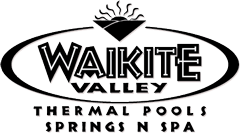 WAIKITE
VALLEY
THERMAL POOLS
SPRINGS N SPA